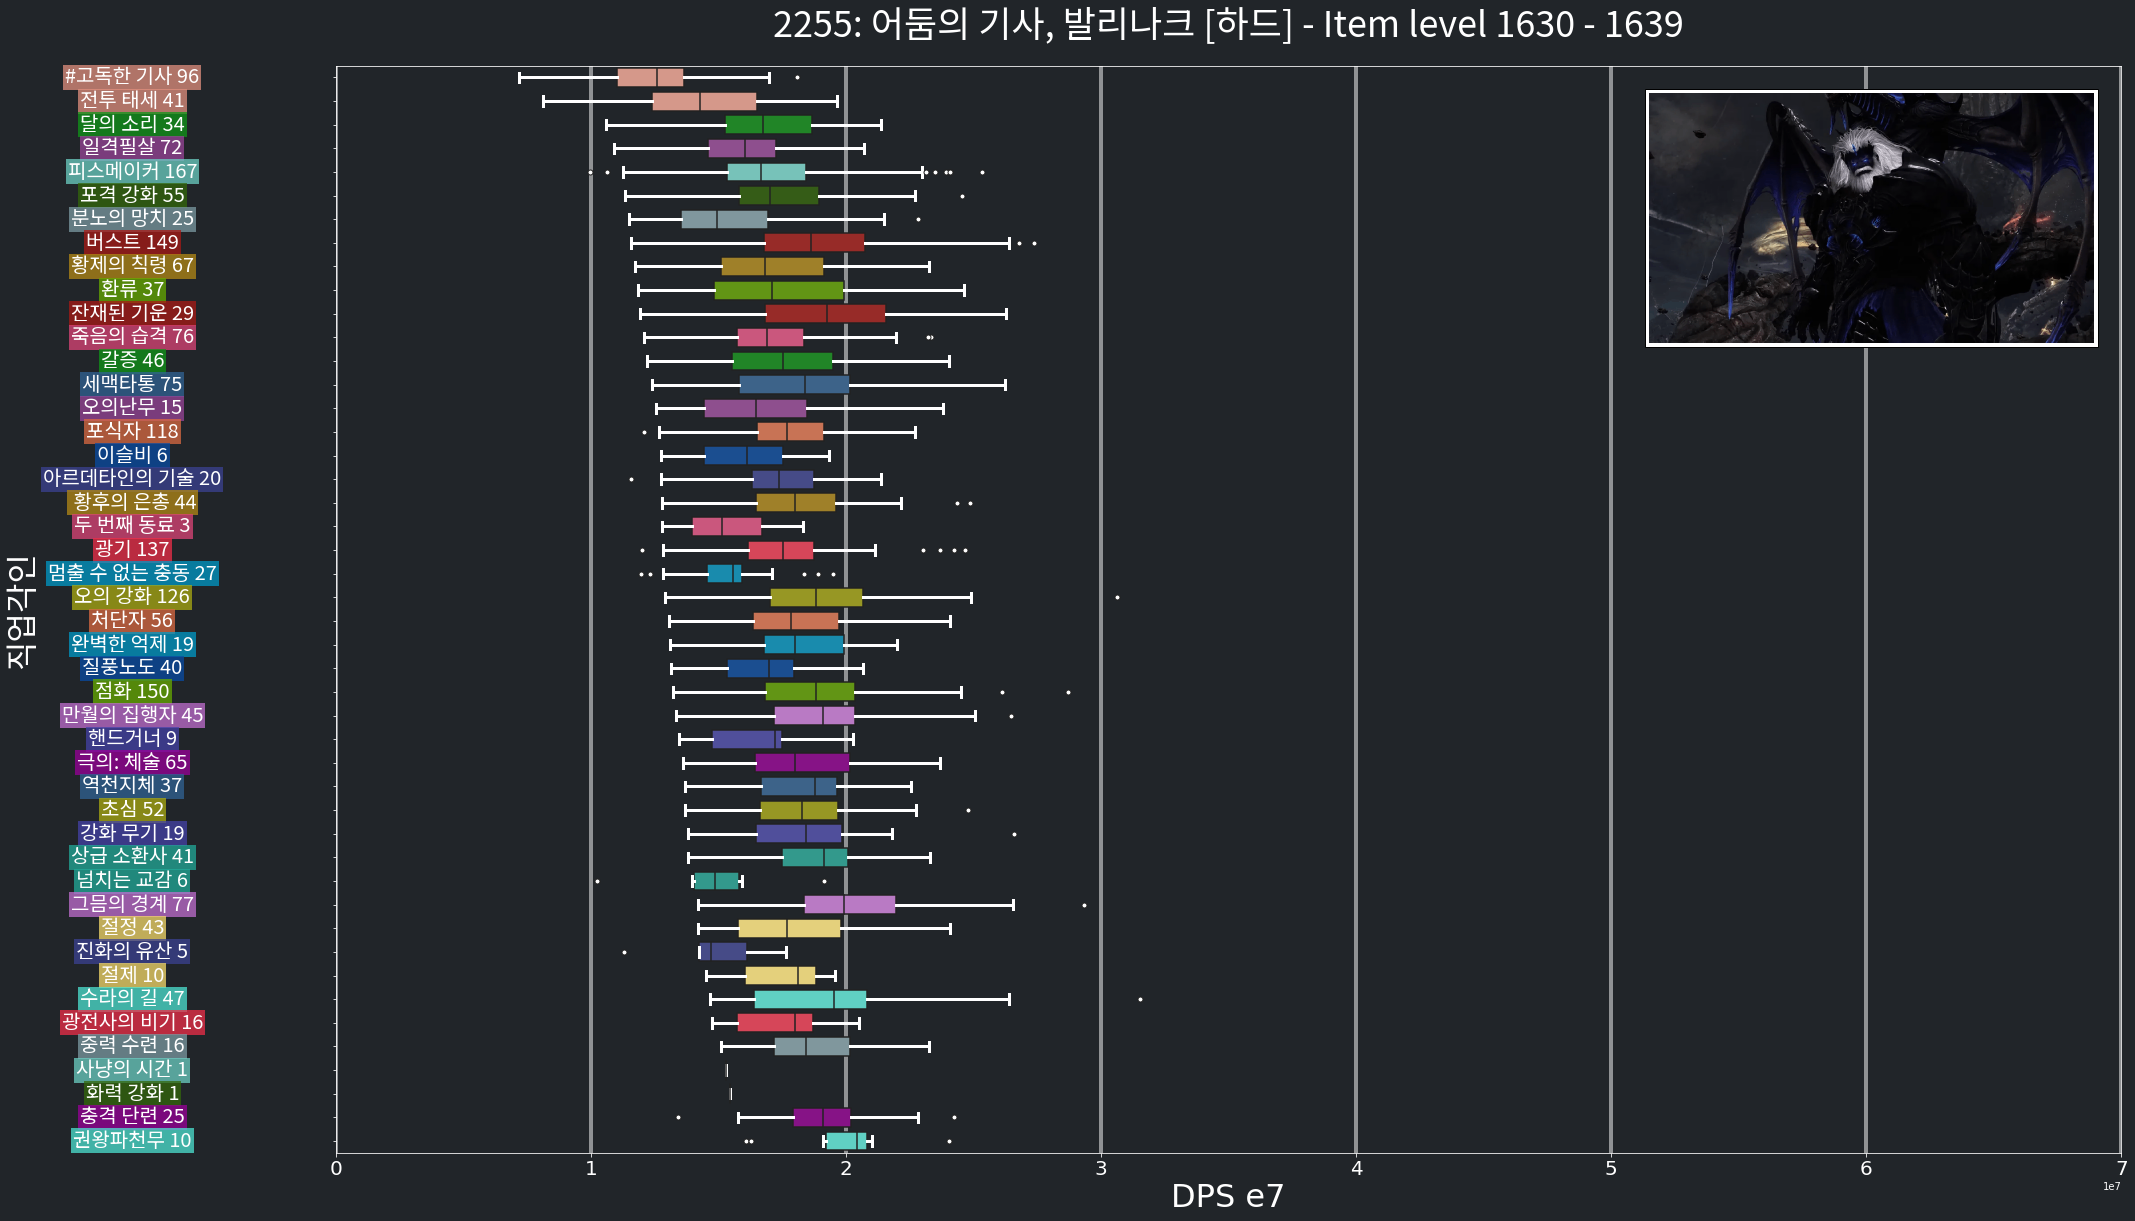 2255: 어둠의 기사, 발리나크 [하드] - Item level 1630 - 1639
#고독한 기사 96
전투 태세 41
달의 소리 34
일격필살 72
피스메이커 167
포격 강화 55
분노의 망치 25
버스트 149
황제의 칙령 67
환류 37
잔재된 기운 29
죽음의 습격 76
갈증 46
세맥타통 75
오의난무 15
포식자 118
이슬비 6
아르데타인의 기술 20
황후의 은총 44
두 번째 동료 3
광기 137
멈출 수 없는 충동 27
오의 강화 126
처단자 56
완벽한 억제 19
질풍노도 40
점화 150
만월의 집행자 45
핸드거너 9
극의: 체술 65
역천지체 37
초심 52
강화 무기 19
상급 소환사 41
넘치는 교감 6
그믐의 경계 77
절정 43
진화의 유산 5
절제 10
수라의 길 47
광전사의 비기 16
중력 수련 16
사냥의 시간 1
화력 강화 1
충격 단련 25
권왕파천무 10
직업각인
0 1 2 3 4 5 6 7
1e7
DPS e7